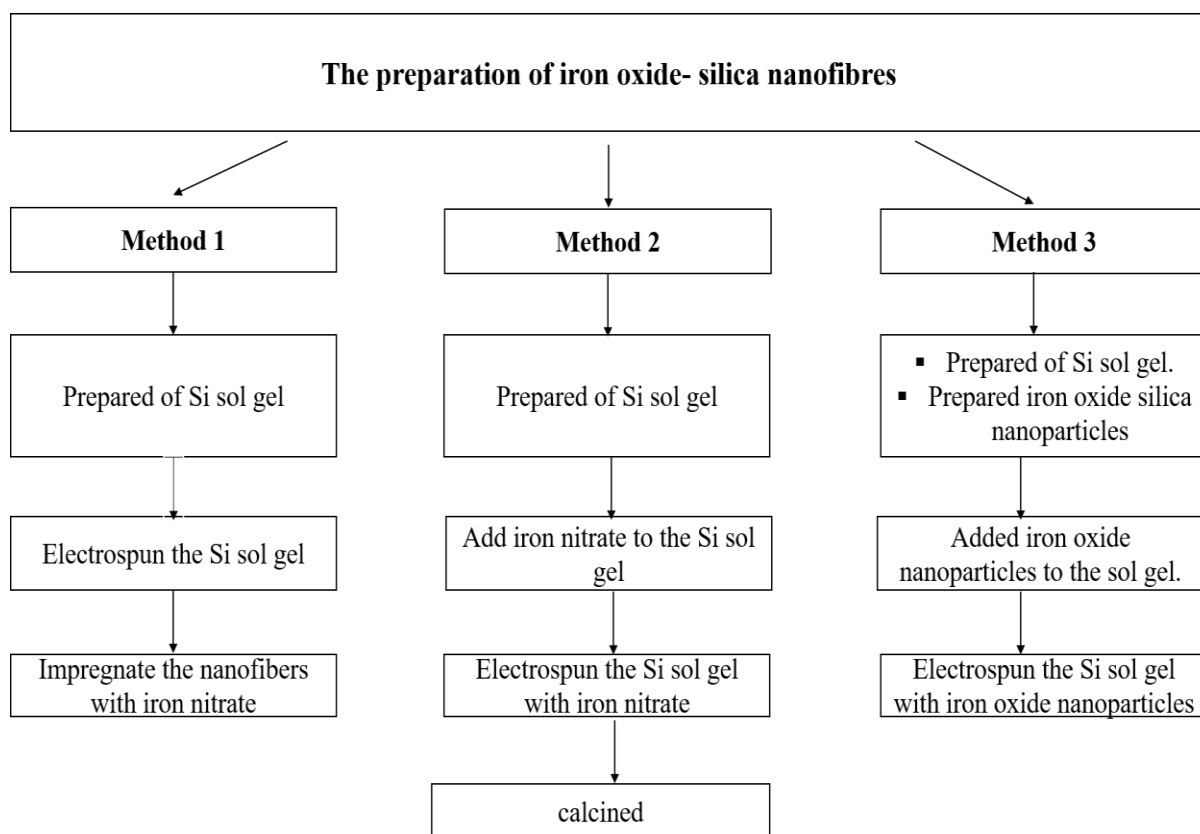 The preparation of iron oxide- silica nanofibres
Method 1
Method 2
Method 3
Prepared of Si sol gel
Prepared of Si sol gel
▪ Prepared of Si sol gel.
▪ Prepared iron oxide silica
nanoparticles
Electrospun the Si sol gel
Add iron nitrate to the Si sol
gel
Added iron oxide
nanoparticles to the sol gel.
Impregnate the nanofibers
with iron nitrate
Electrospun the Si sol gel
with iron nitrate
Electrospun the Si sol gel
with iron oxide nanoparticles
calcined